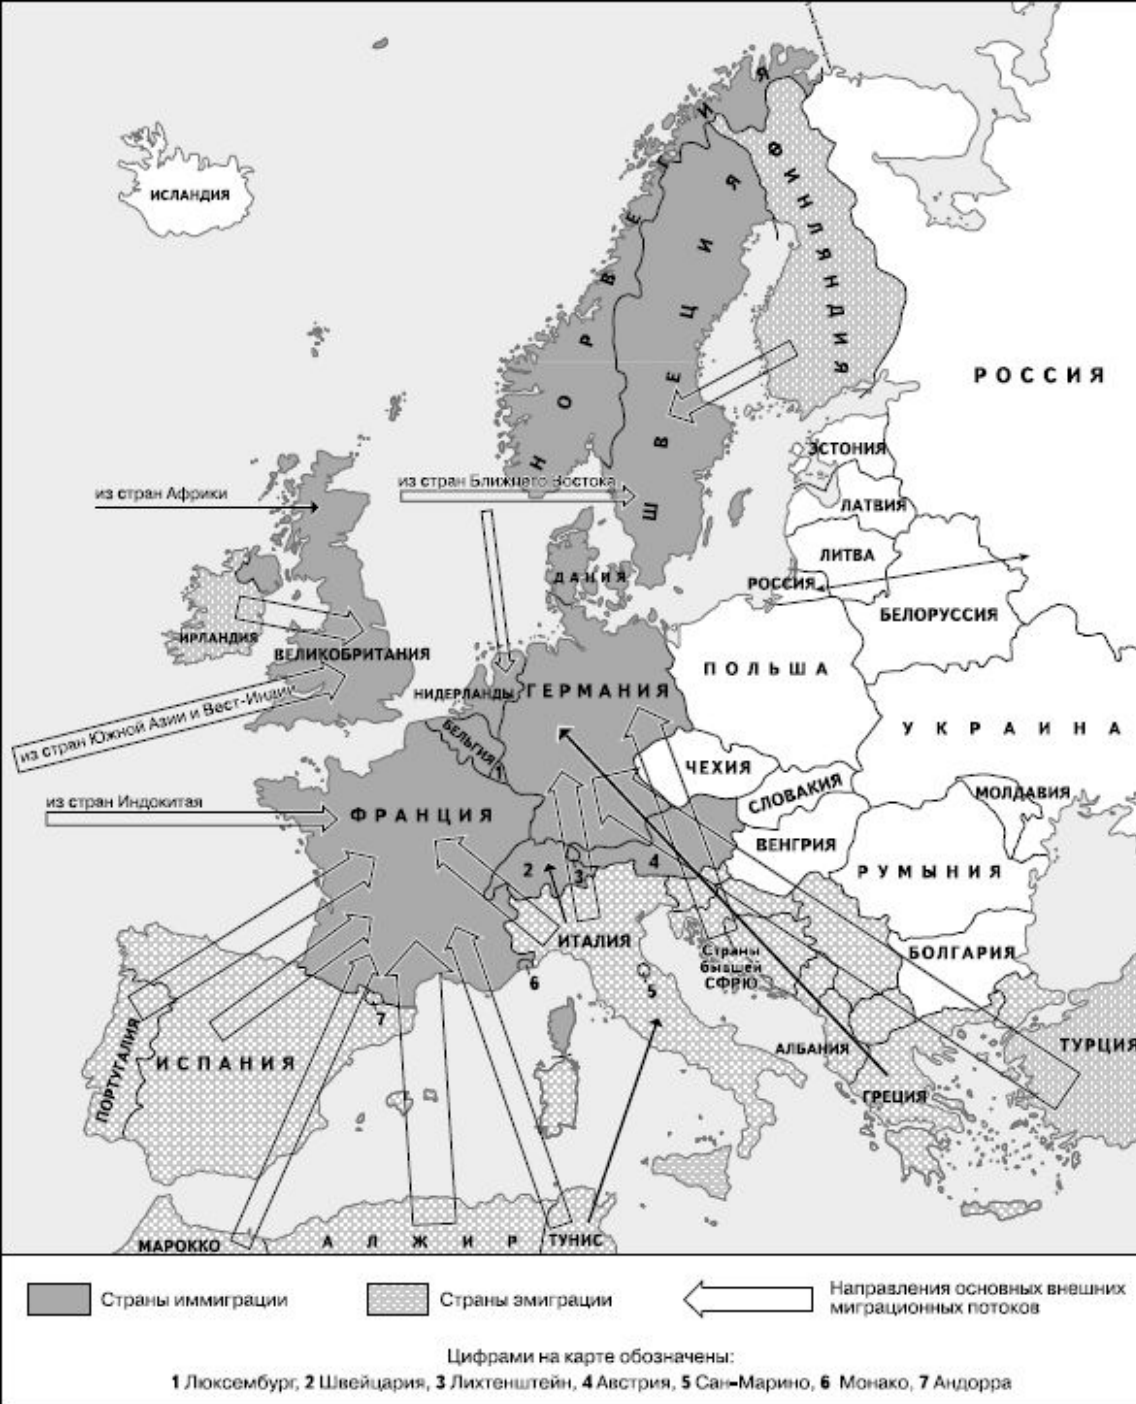 ИСЛАНДИЯ
НОРВЕГИЯ
ШВЕЦИЯ
ФИНЛЯНДИЯ
РОССИЯ
ЭСТОНИЯ
из стран Африки
из стран Ближнего Востока
ЛАТВИЯ
ЛИТВА
ДАНИЯ
РОССИЯ
БЕЛОРУССИЯ
ИРЛАНДИЯ
ВЕЛИКОБРИТАНИЯ
ПОЛЬША
НИДЕРЛАНДЫ
ГЕРМАНИЯ
из стран Южной Азии и Вест-Индии
БЕЛЬГИЯ
1
УКРАИНА
ЧЕХИЯ
СЛОВАКИЯ
МОЛДАВИЯ
из стран Индокитая
ФРАНЦИЯ
ВЕНГРИЯ
РУМЫНИЯ
2
3
4
ИТАЛИЯ
Страны
бывшей
СФРЮ
БОЛГАРИЯ
6
5
7
ПОРТУГАЛИЯ
ИСПАНИЯ
АЛБАНИЯ
ТУРЦИЯ
ГРЕЦИЯ
МАРОККО
АЛЖИР
ТУНИС
Страны иммиграции
Страны эмиграции
Направления основных внешних
миграционных потоков
Цифрами на карте обозначены:
1 Люксембург, 2 Швейцария, 3 Лихтенштейн, 4 Австрия, 5 Сан-Марино, 6 Монако, 7 Андорра